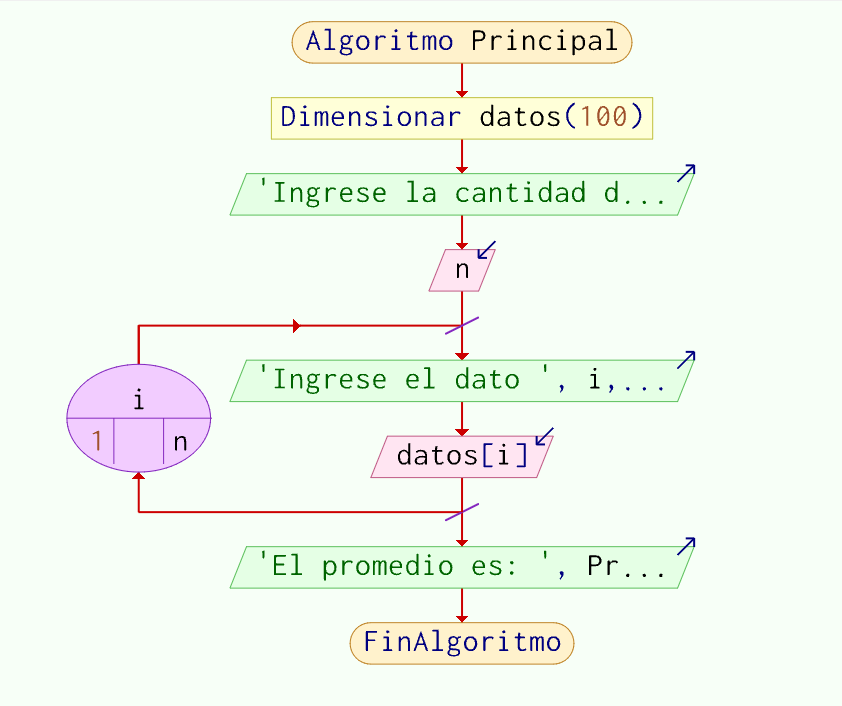 Algoritmo Principal
Dimensionar datos(100)
'Ingrese la cantidad d...
n
'Ingrese el dato ', i,...
i
1 n
datos[i]
'El promedio es: ', Pr...
FinAlgoritmo